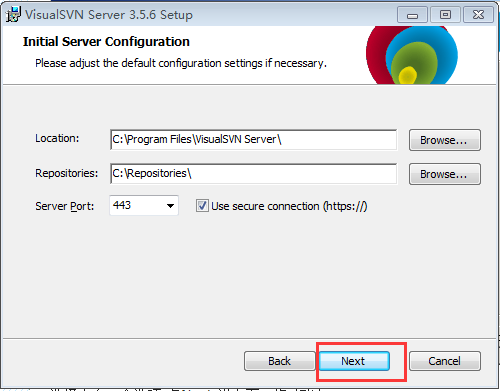 VisualSVN Server 3.5.6 Setup
Initial Server Configuration
Please adjust the default configuration settings if necessary.
Location: C:\Program Files\VisualSVN Server\ Browse...
Repositories: C:\Repositories\ Browse...
Server Port: 443 Use secure connection (https://)
Back Next Cancel